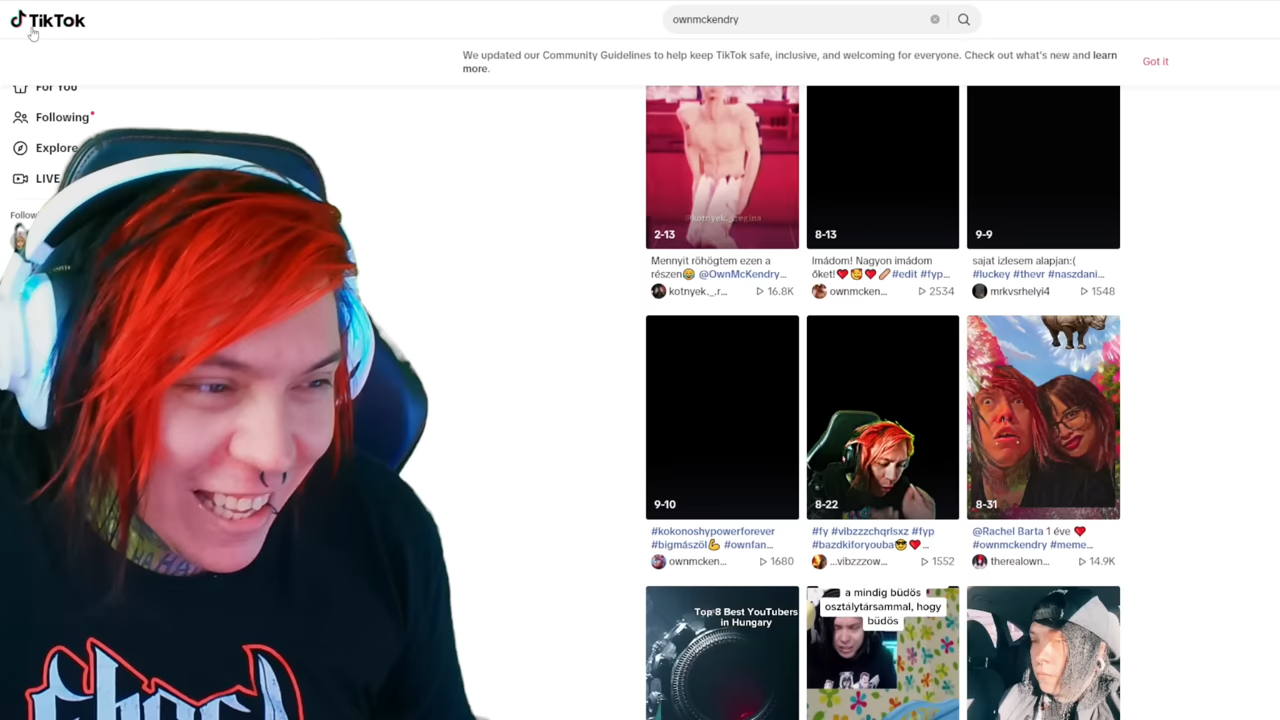 TikTok
ownmckendry
We updated our Community Guidelines to help keep TikTok safe, inclusive, and welcoming for everyone. Check out what's new and learn
more.
Got it
For You
Following
Explore
LIVE
Follow
@kornyek._.regina
2-13
8-13
9-9
Mennyit röhögtem ezen a
részen😂 @OwnMcKendry...
kotnyek._.r...
16.8K
Imádom! Nagyon imádom
őket!❤️🥰❤️🥖#edit #fyp...
ownmcken...
2534
sajat izlesem alapjan:(
#luckey #thevr #naszdani...
mrkvsrhelyi4
1548
9-10
8-22
8-31
#kokonoshypowerforever
#bigmászól💪 #ownfan...
ownmcken...
1680
#fy #vibzzzchqrlsxz #fyp
#bazdkiforyouba😎❤️...
...vibzzzow...
1552
@Rachel Barta 1 éve ❤️
#ownmckendry #meme...
therealown...
14.9K
Top 8 Best YouTubers
in Hungary
a mindig büdös
osztálytársammal, hogy
büdös